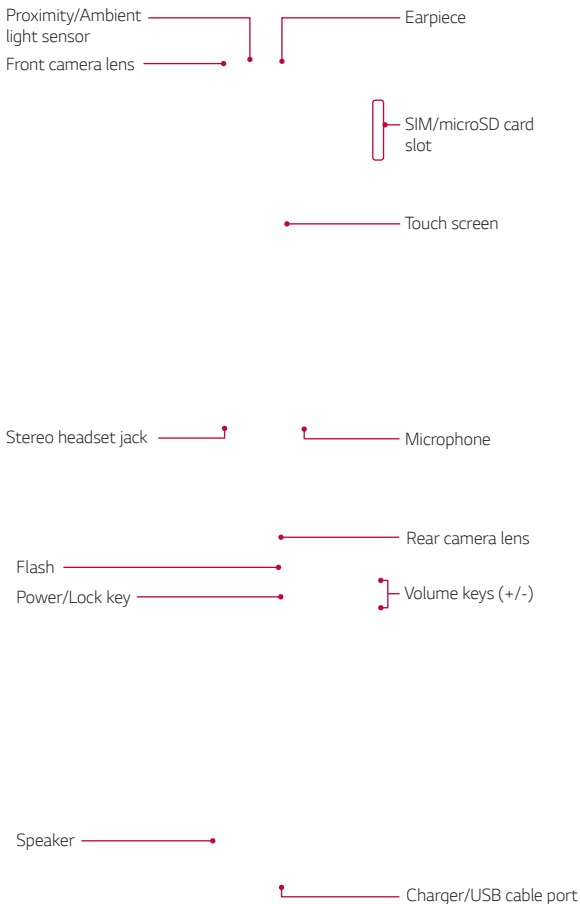 Proximity/Ambient
light sensor
Earpiece
Front camera lens
SIM/microSD card
slot
Touch screen
Stereo headset jack
Microphone
Rear camera lens
Flash
Power/Lock key
Volume keys (+/-)
Speaker
Charger/USB cable port